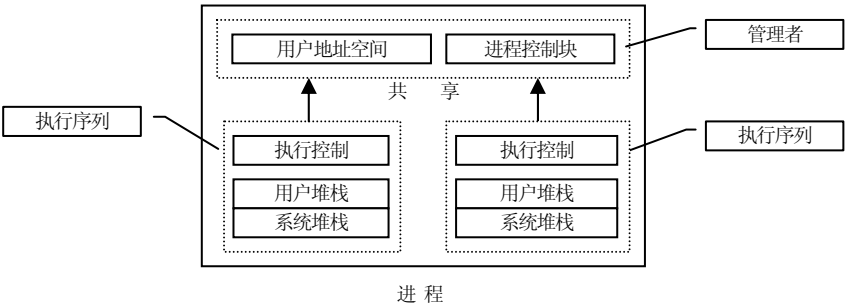 管理者
用户地址空间
进程控制块
共 享
执行序列
执行控制
用户堆栈
系统堆栈
执行控制
用户堆栈
系统堆栈
执行序列
进 程